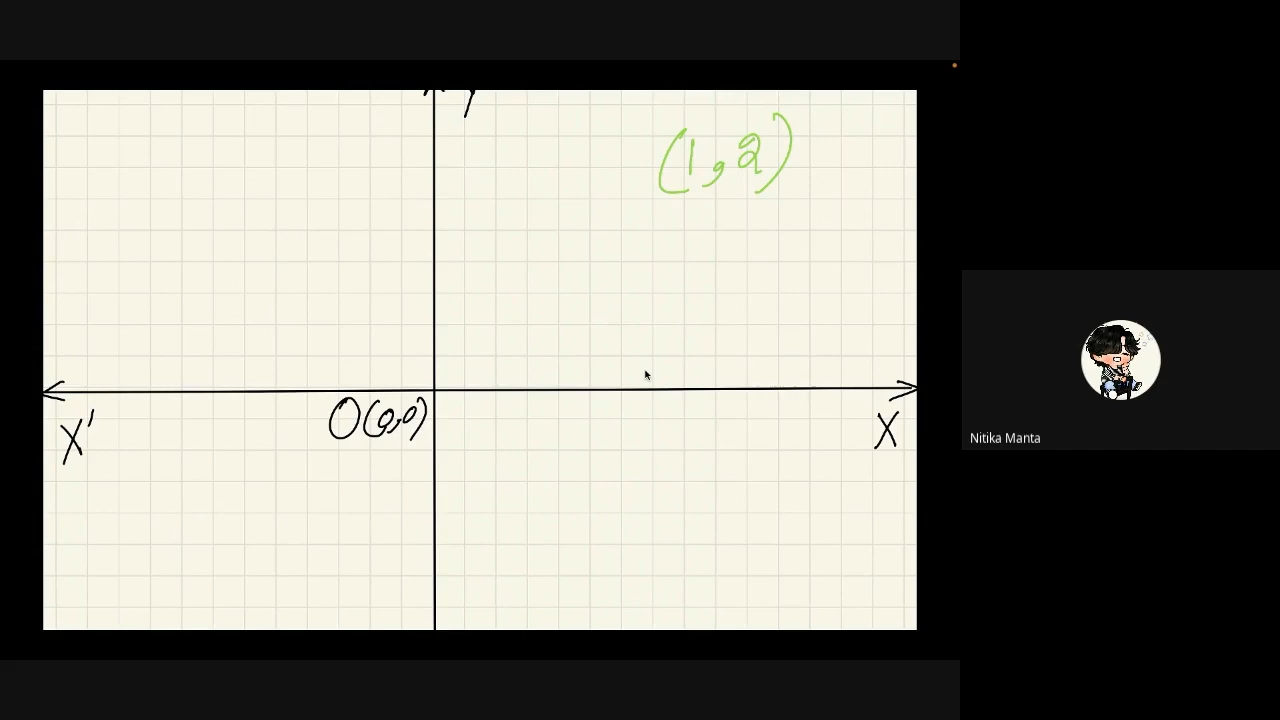 y
(1,2)
O(0,0)
X'
X
Nitika Manta